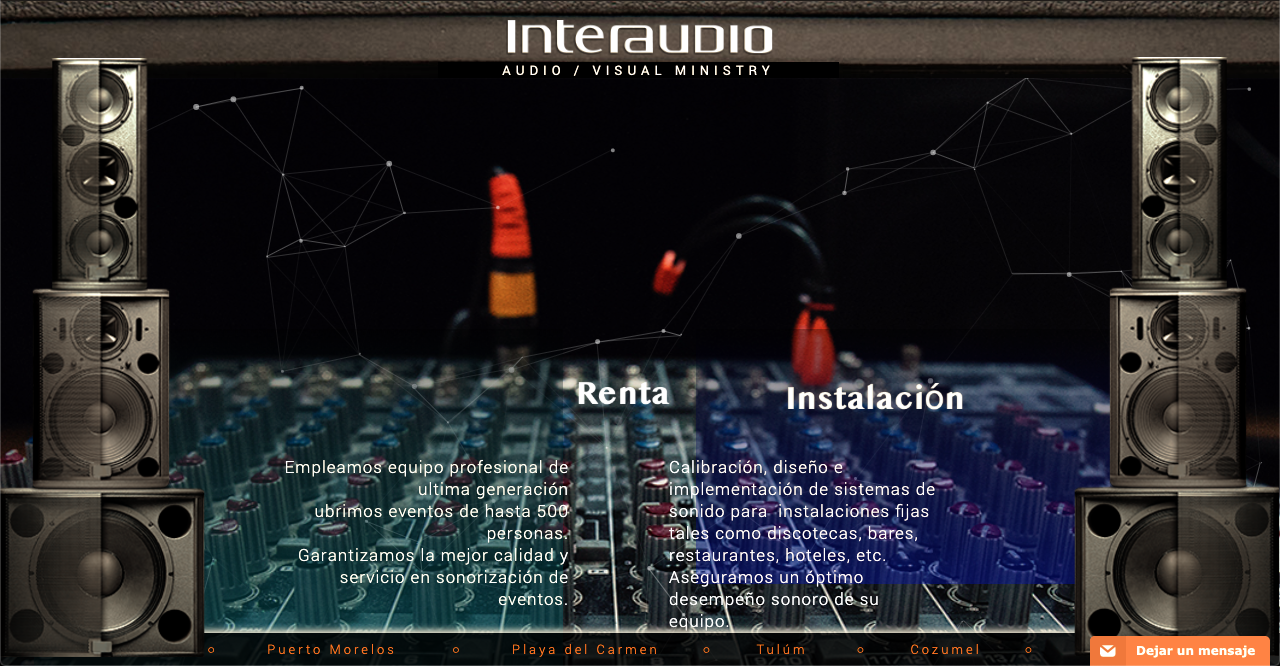 Interaudio
AUDIO / VISUAL MINISTRY
Renta
Empleamos equipo profesional de
ultima generación
ubrimos eventos de hasta 500
personas.
Garantizamos la mejor calidad y
servicio en sonorización de
eventos.
Instalación
Calibración, diseño e
implementación de sistemas de
sonido para  instalaciones fijas
tales como discotecas, bares,
restaurantes, hoteles, etc.
Aseguramos un óptimo
desempeño sonoro de su
equipo.
Puerto Morelos Playa del Carmen Tulúm Cozumel
Dejar un mensaje